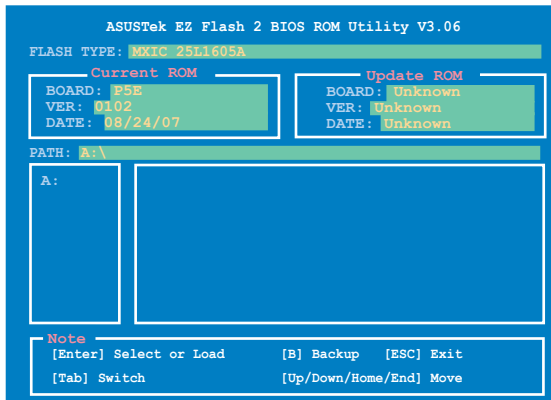 ASUSTek EZ Flash 2 BIOS ROM Utility V3.06
FLASH TYPE: MXIC 25L1605A
Current ROM
BOARD: P5E
VER: 0102
DATE: 08/24/07
Update ROM
BOARD: Unknown
VER: Unknown
DATE: Unknown
PATH: A:\
A:
Note
[Enter] Select or Load [B] Backup [ESC] Exit
[Tab] Switch [Up/Down/Home/End] Move